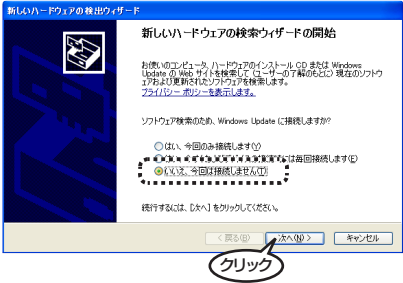 新しいハードウェアの検出ウィザード
新しいハードウェアの検索ウィザードの開始
お使いのコンピュータ、ハードウェアのインストール CD または Windows
Update の Web サイトを検索して (ユーザーの了解のもとに) 現在のソフトウ
ェアおよび更新されたソフトウェアを検索します。
プライバシー ポリシーを表示します。
ソフトウェア検索のため、Windows Update に接続しますか?
はい、今回のみ接続します(Y)
は毎回接続します(E)
いいえ、今回は接続しません(T)
続行するには、[次へ] をクリックしてください。
< 戻る(B)
次へ(N) >
キャンセル
クリック